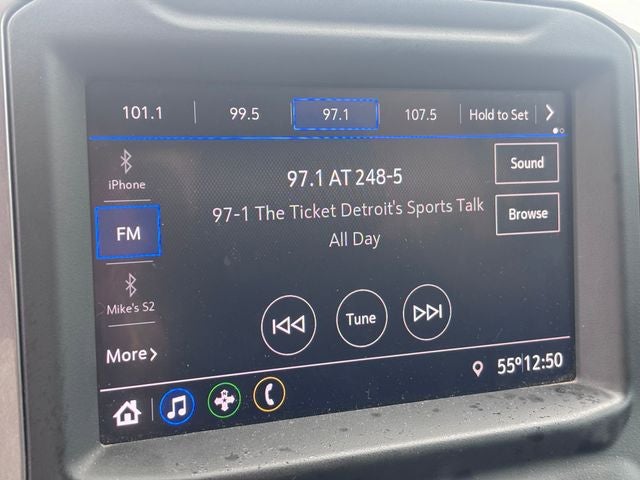 101.1 99.5 97.1 107.5 Hold to Set
iPhone
FM
Mike's S2
More
97.1 AT 248-5
97-1 The Ticket Detroit's Sports Talk
All Day
Sound
Browse
Tune
55° 12:50